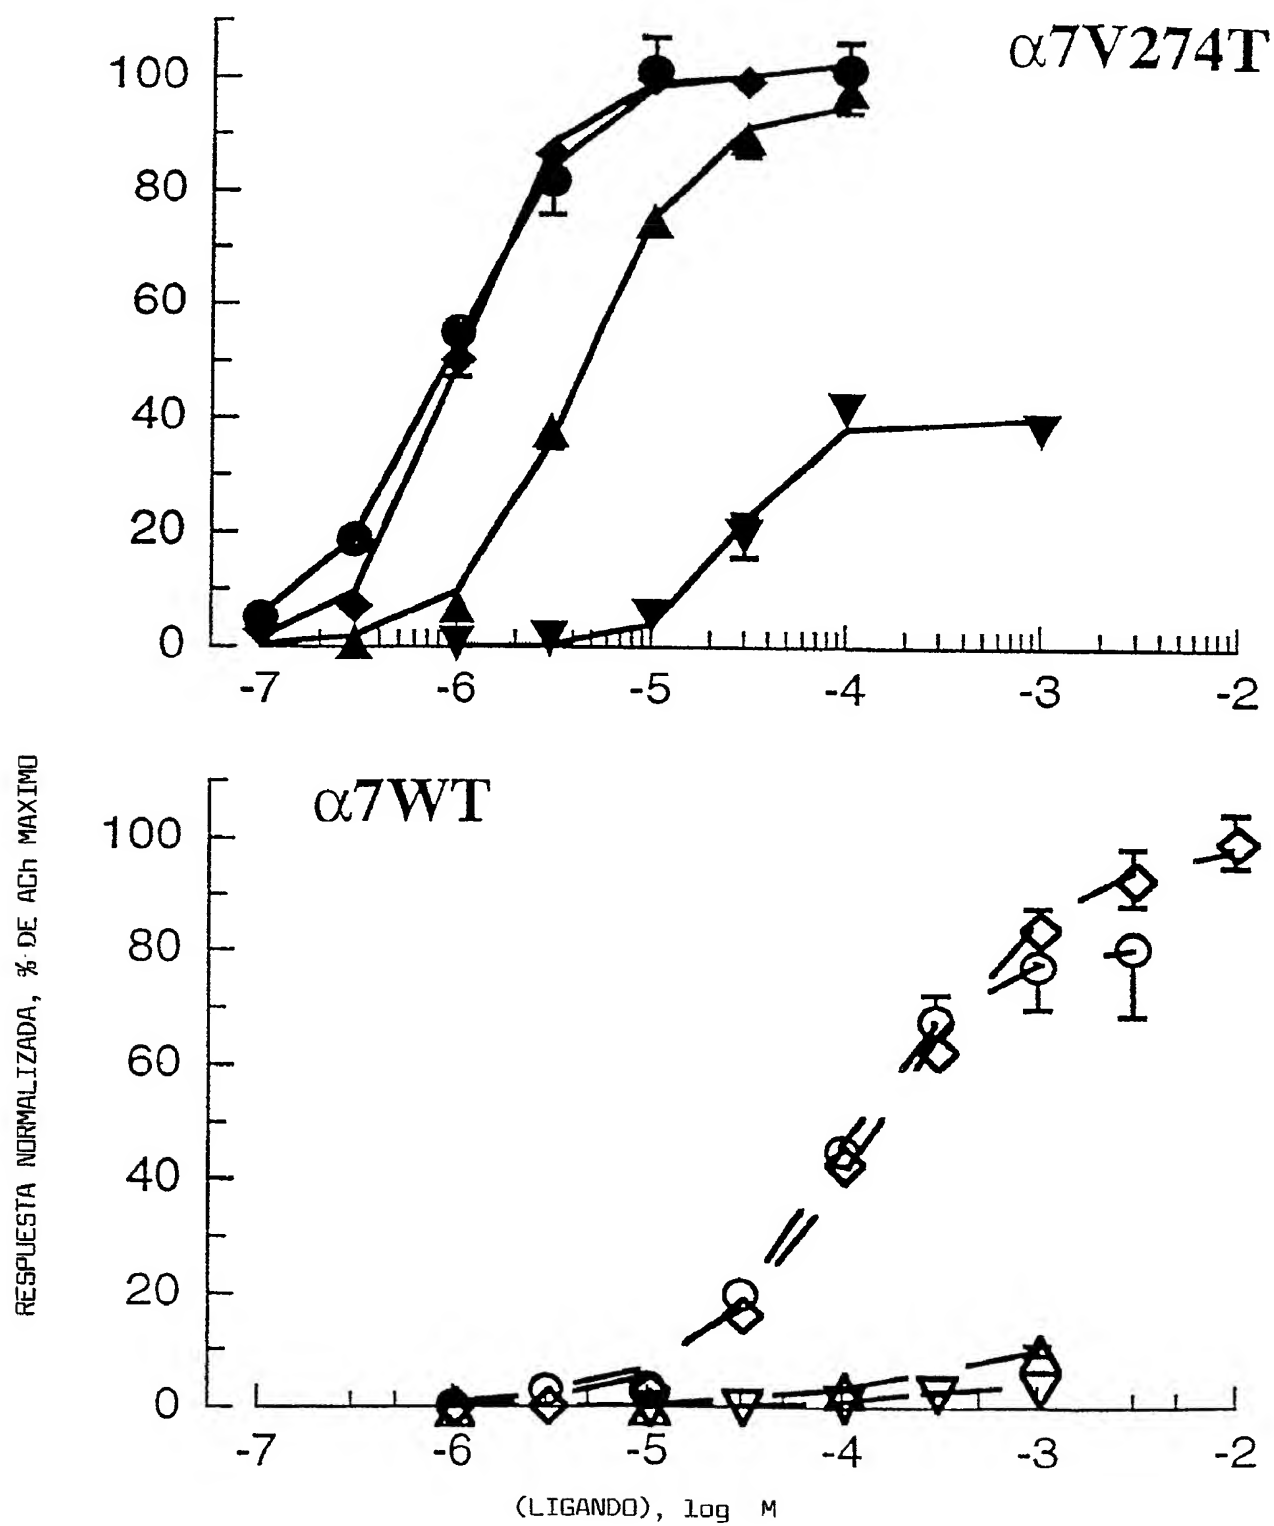 α7V274T
100
80
60
40
20
0
-7 -6 -5 -4 -3 -2
α7WT
100
80
60
40
20
0
-7 -6 -5 -4 -3 -2
RESPUESTA NORMALIZADA, % DE ACh MAXIMO
(LIGANDO), log M